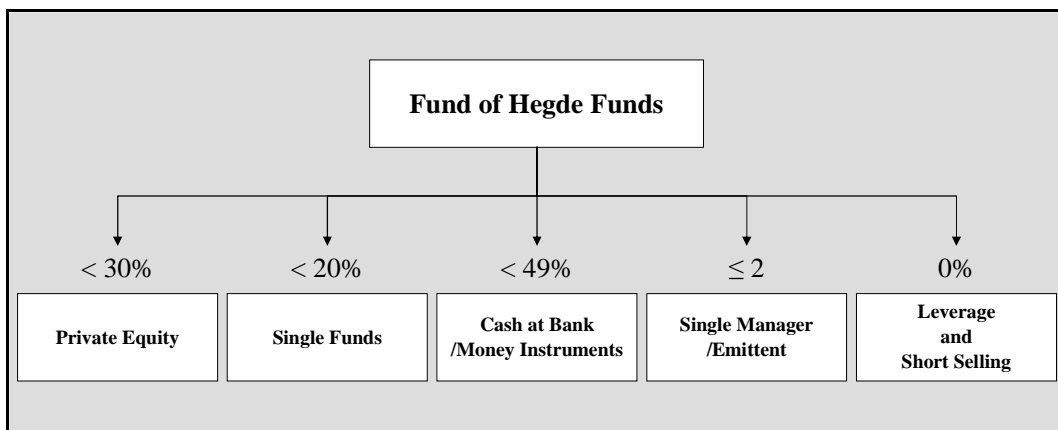 Fund of Hegde Funds
< 30%
< 20%
< 49%
≤ 2
0%
Private Equity
Single Funds
Cash at Bank
/Money Instruments
Single Manager
/Emittent
Leverage
and
Short Selling